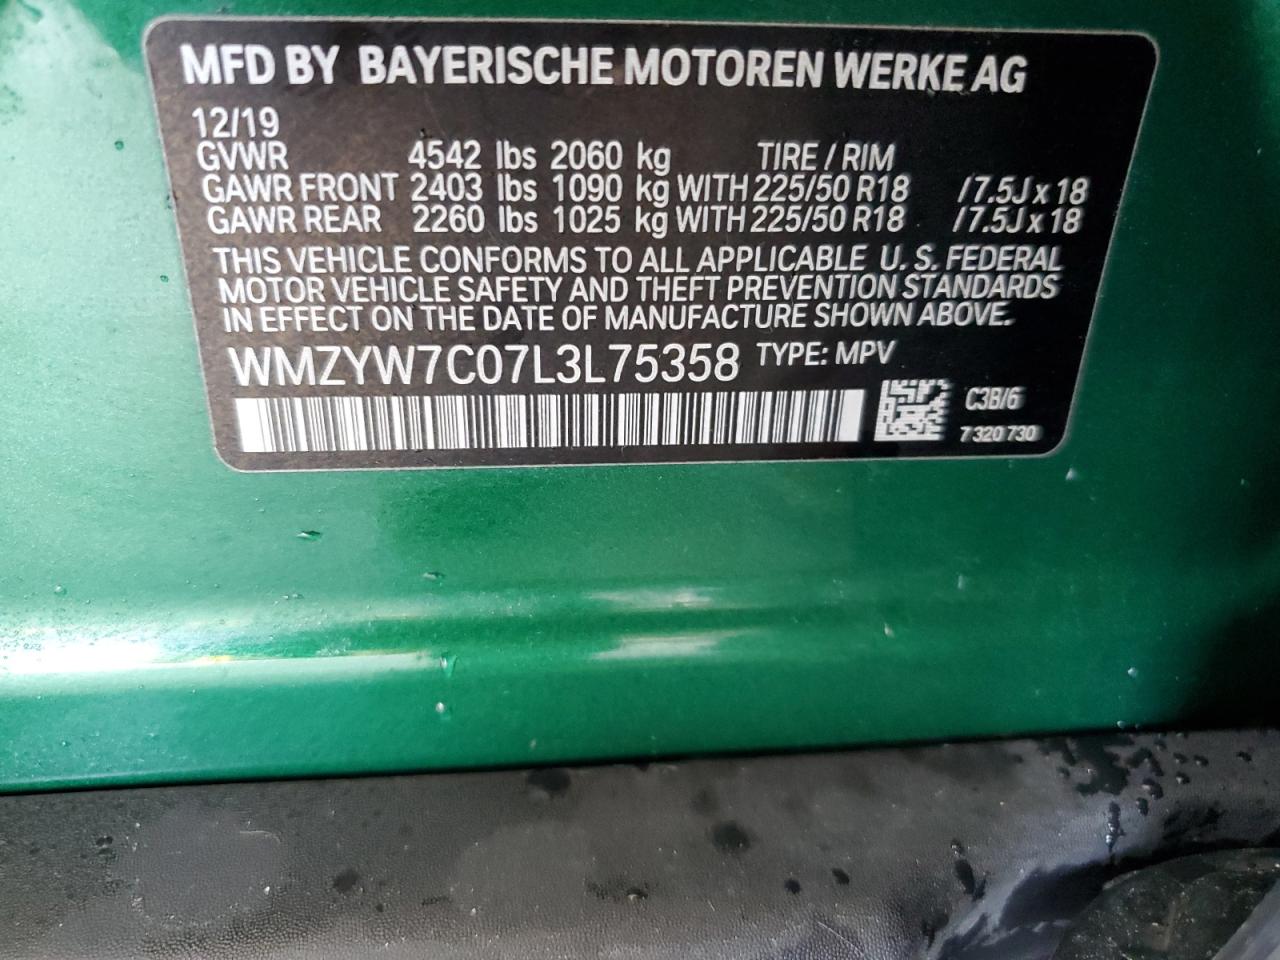 MFD BY BAYERISCHE MOTOREN WERKE AG
12/19
GVWR 4542 lbs 2060 kg TIRE / RIM
GAWR FRONT 2403 lbs 1090 kg WITH 225/50 R18 /7.5J x 18
GAWR REAR 2260 lbs 1025 kg WITH 225/50 R18 /7.5J x 18
THIS VEHICLE CONFORMS TO ALL APPLICABLE U. S. FEDERAL
MOTOR VEHICLE SAFETY AND THEFT PREVENTION STANDARDS
IN EFFECT ON THE DATE OF MANUFACTURE SHOWN ABOVE.
WMZYW7C07L3L75358 TYPE: MPV
C3B/6
7 320 730